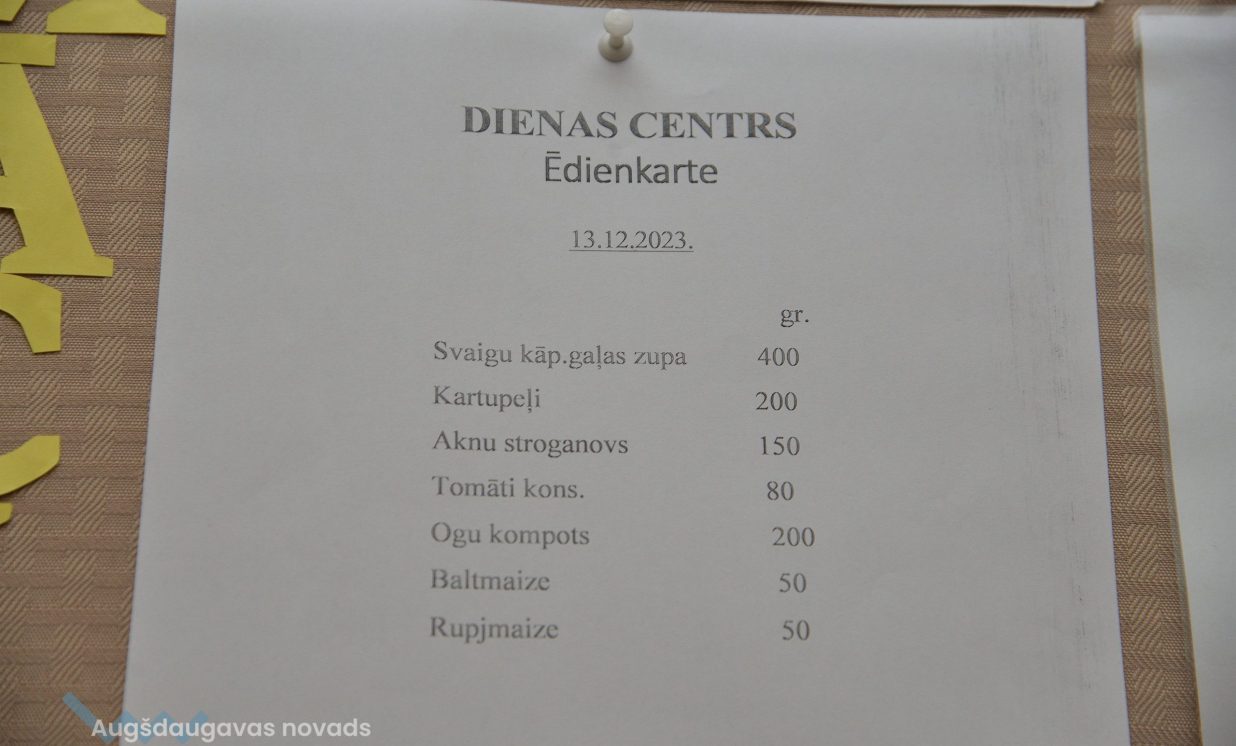 DIENAS CENTRS
Ēdienkarte
13.12.2023.
gr.
Svaigu kāp.gaļas zupa 400
Kartupeļi 200
Aknu stroganovs 150
Tomāti kons. 80
Ogu kompots 200
Baltmaize 50
Rupjmaize 50
Augšdaugavas novads